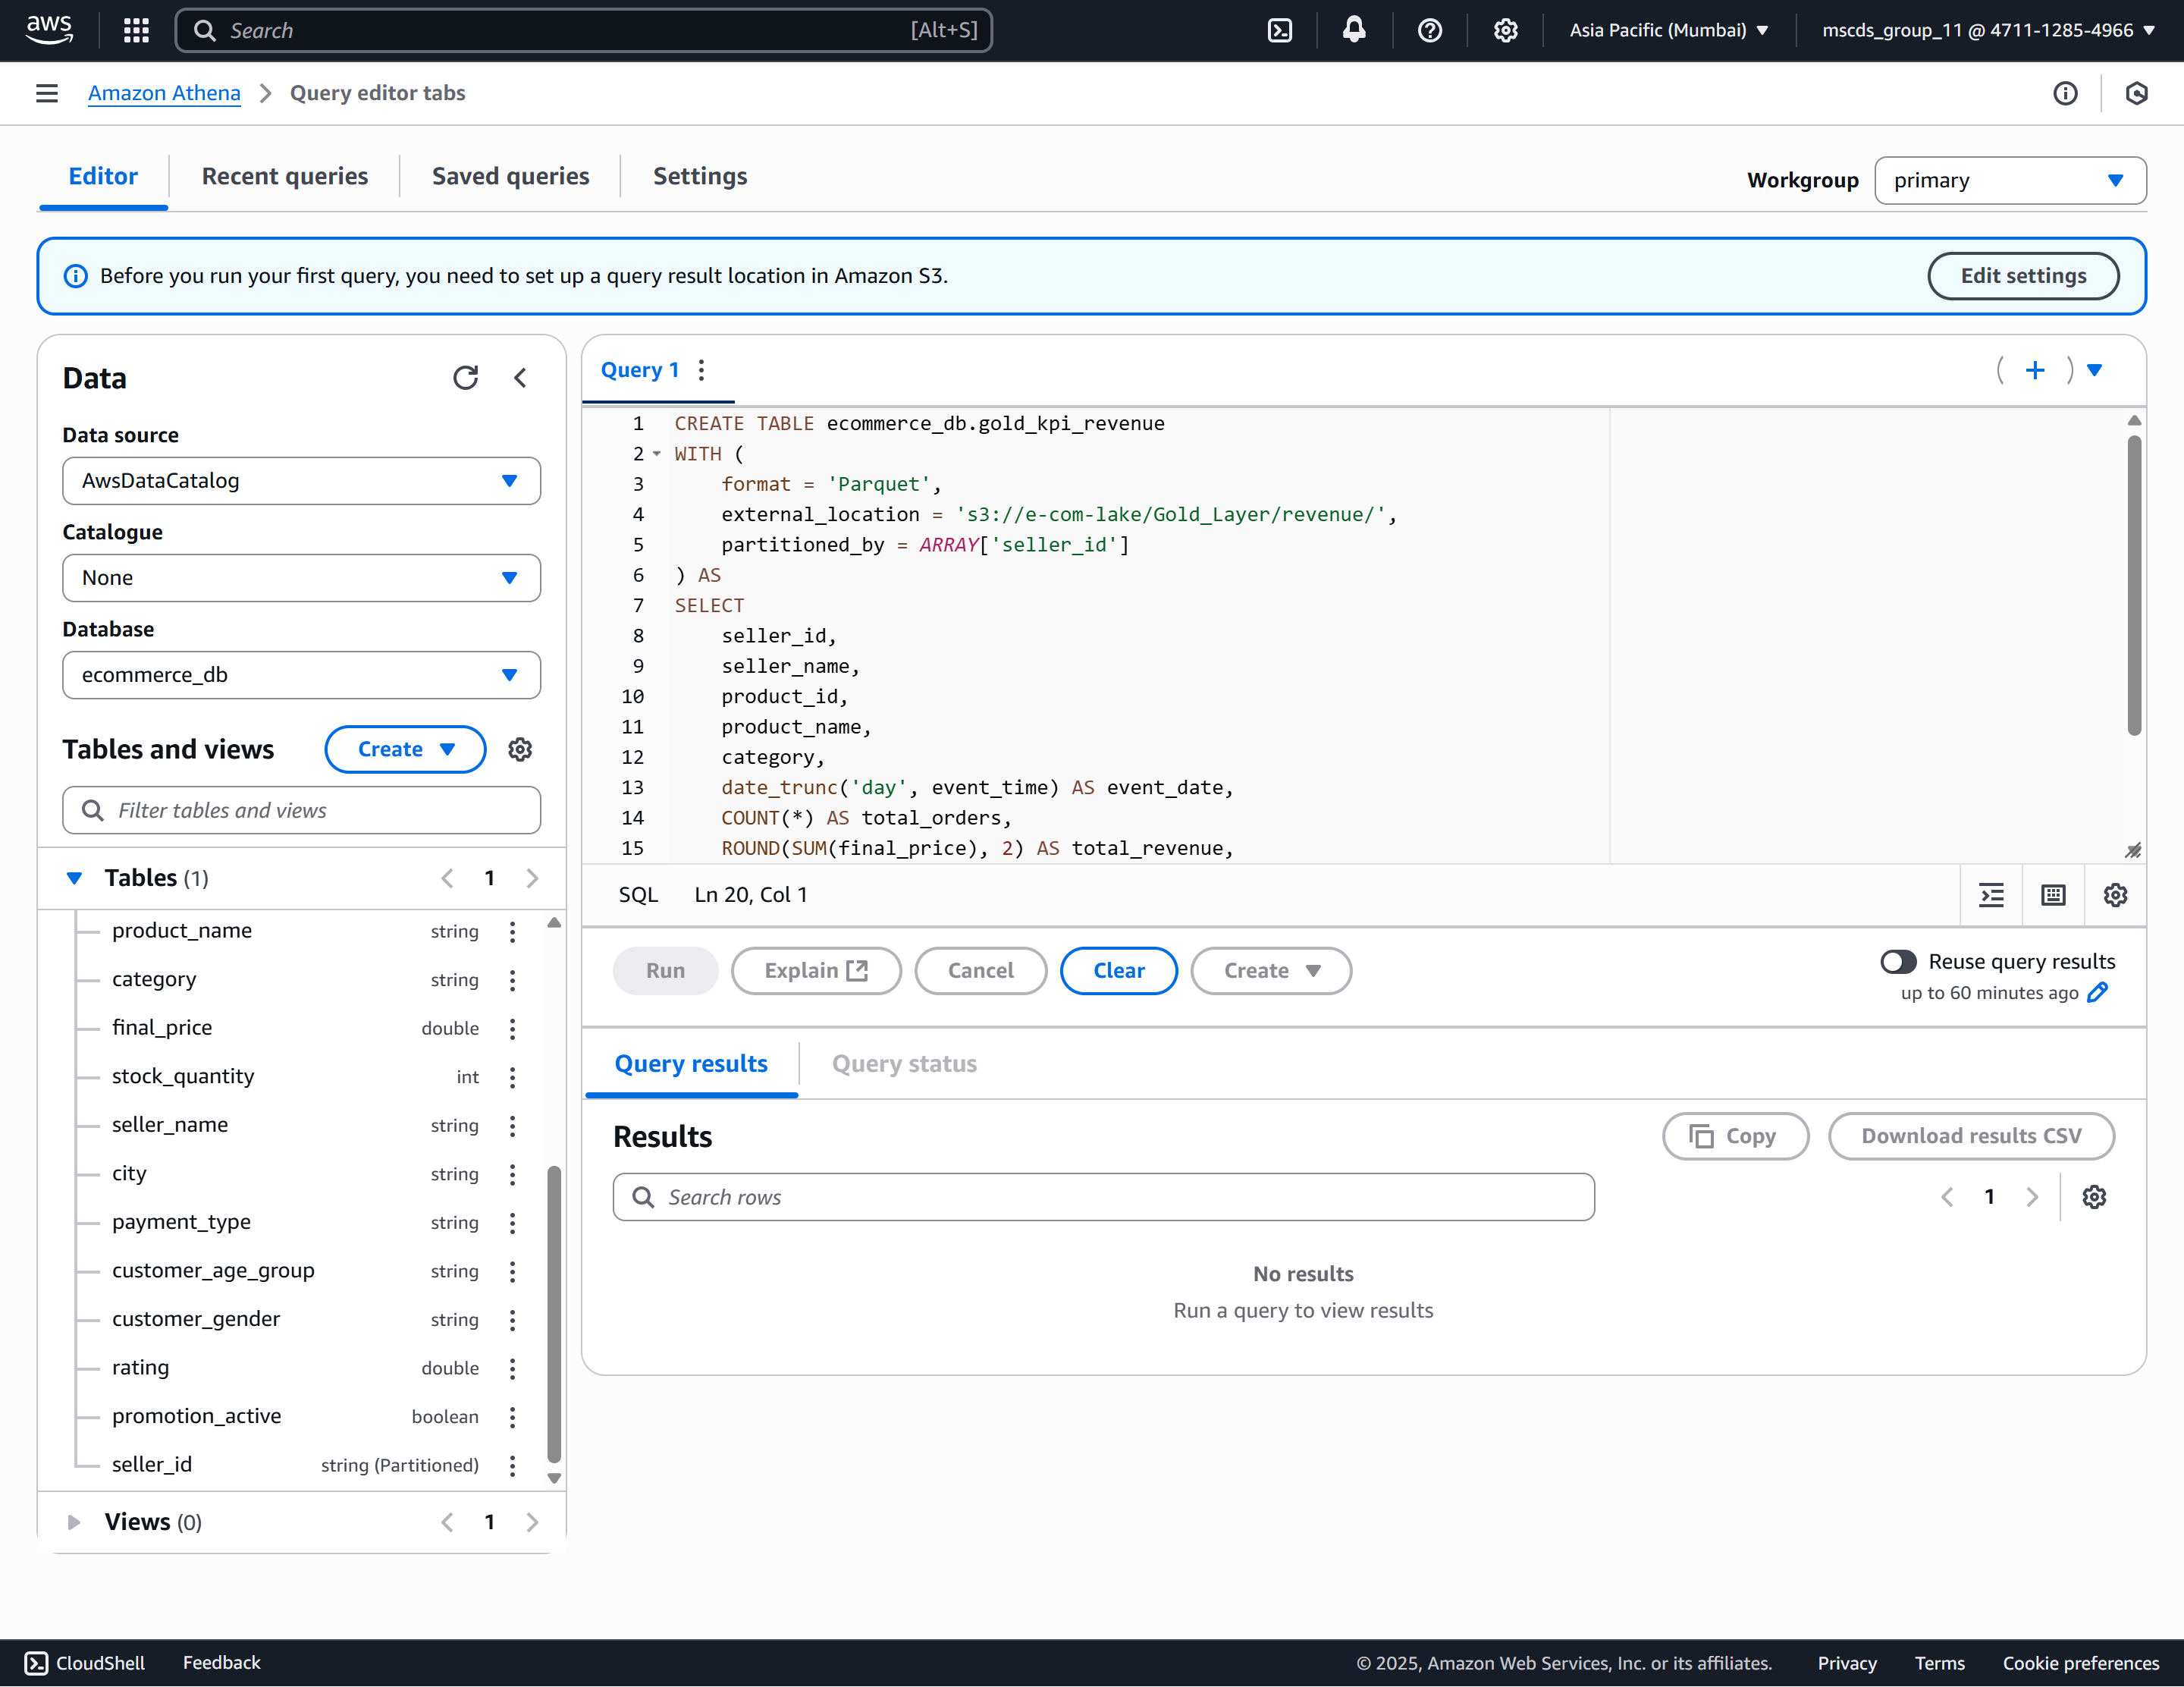 aws
Search [Alt+S]
Asia Pacific (Mumbai)
mscds_group_11 @ 4711-1285-4966
Amazon Athena
Query editor tabs
Editor
Recent queries
Saved queries
Settings
Workgroup
primary
Before you run your first query, you need to set up a query result location in Amazon S3.
Edit settings
Data
Data source
AwsDataCatalog
Catalogue
None
Database
ecommerce_db
Tables and views
Create
Filter tables and views
Tables (1)
1
product_name string
category string
final_price double
stock_quantity int
seller_name string
city string
payment_type string
customer_age_group string
customer_gender string
rating double
promotion_active boolean
seller_id string (Partitioned)
Views (0)
1
Query 1
1 CREATE TABLE ecommerce_db.gold_kpi_revenue
2 WITH (
3 format = 'Parquet',
4 external_location = 's3://e-com-lake/Gold_Layer/revenue/',
5 partitioned_by = ARRAY['seller_id']
6 ) AS
7 SELECT
8 seller_id,
9 seller_name,
10 product_id,
11 product_name,
12 category,
13 date_trunc('day', event_time) AS event_date,
14 COUNT(*) AS total_orders,
15 ROUND(SUM(final_price), 2) AS total_revenue,
SQL
Ln 20, Col 1
Run
Explain
Cancel
Clear
Create
Reuse query results
up to 60 minutes ago
Query results
Query status
Results
Copy
Download results CSV
Search rows
1
No results
Run a query to view results
CloudShell
Feedback
© 2025, Amazon Web Services, Inc. or its affiliates.
Privacy
Terms
Cookie preferences